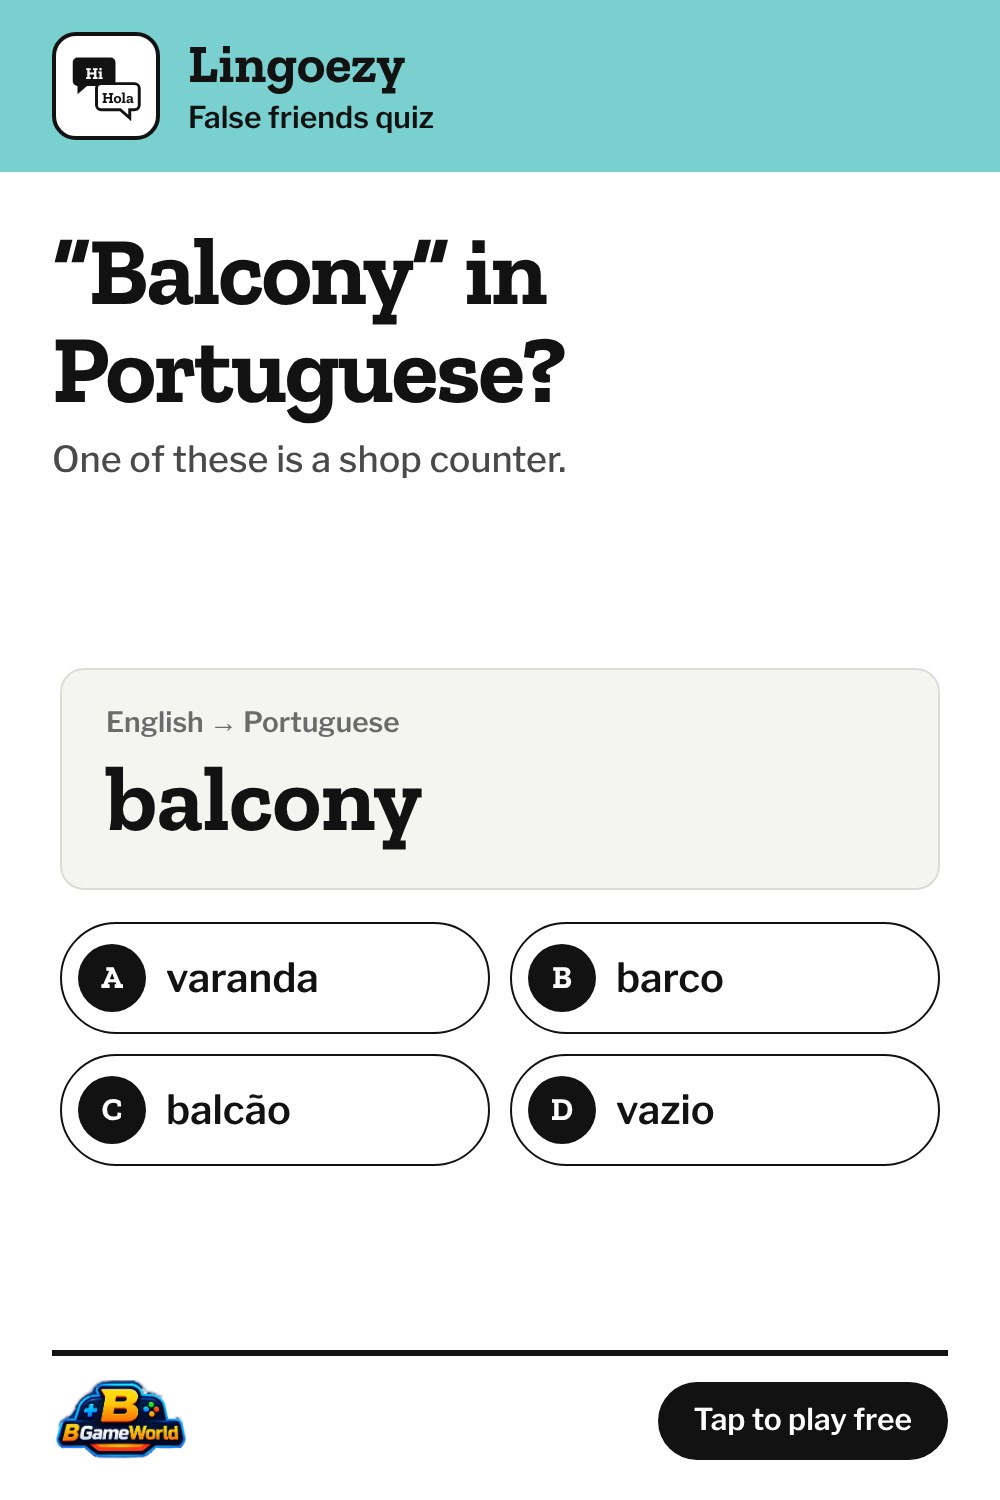 Hi
Hola
Lingoezy
False friends quiz
"Balcony" in
Portuguese?
One of these is a shop counter.
English → Portuguese
balcony
A varanda
B barco
C balcão
D vazio
B
BGameWorld
Tap to play free